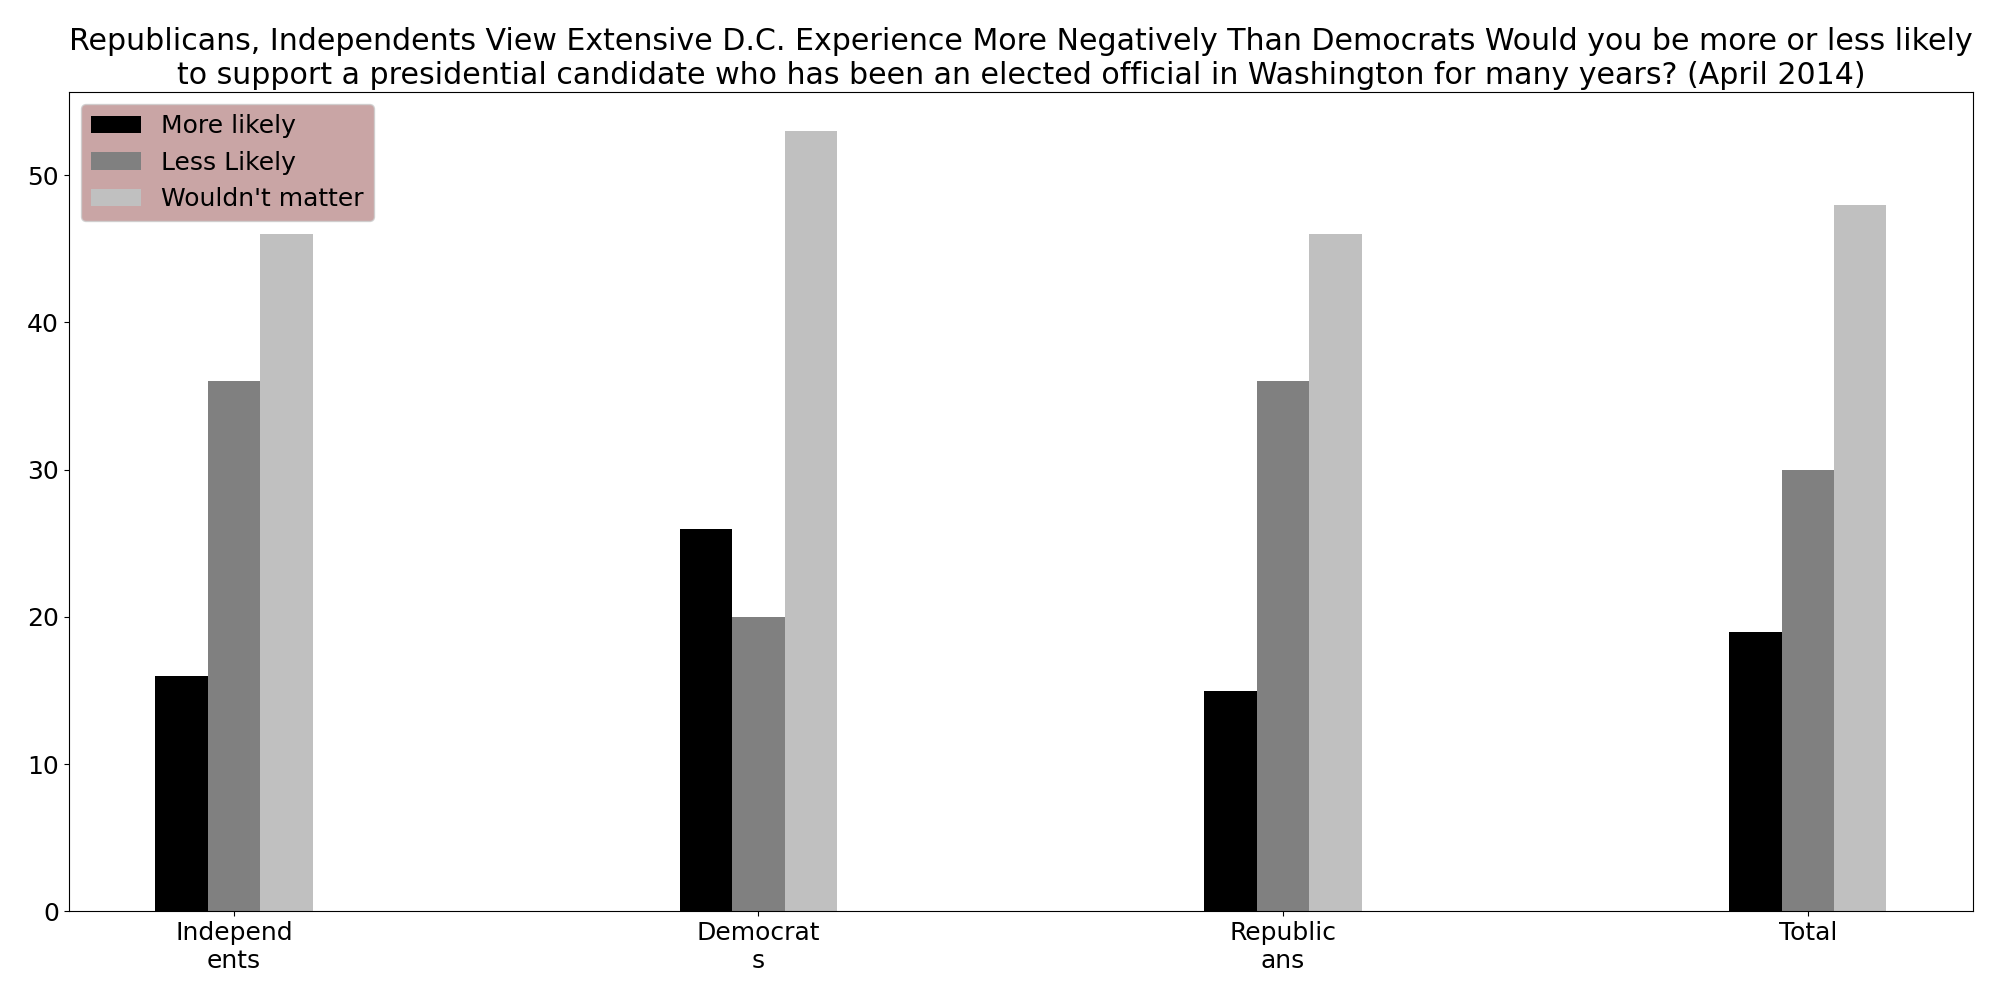 Republicans, Independents View Extensive D.C. Experience More Negatively Than Democrats Would you be more or less likely
to support a presidential candidate who has been an elected official in Washington for many years? (April 2014)
More likely
Less Likely
Wouldn't matter
50
40
30
20
10
0
Independ
ents
Democrat
s
Republic
ans
Total